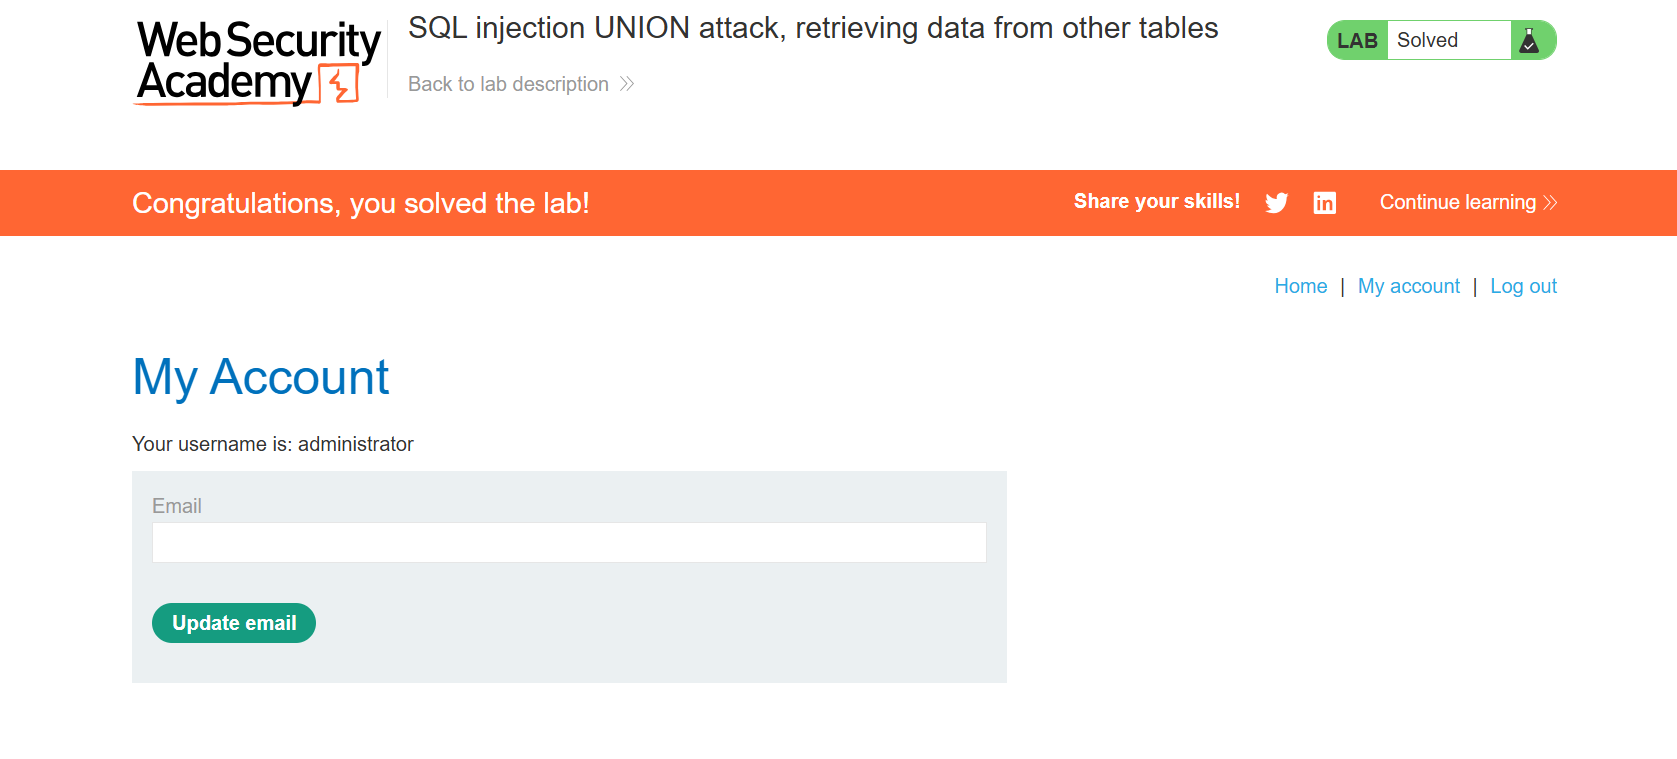 Web Security
Academy
SQL injection UNION attack, retrieving data from other tables
Back to lab description
LAB Solved
Congratulations, you solved the lab!
Share your skills!
in
Continue learning
Home | My account | Log out
My Account
Your username is: administrator
Email
Update email